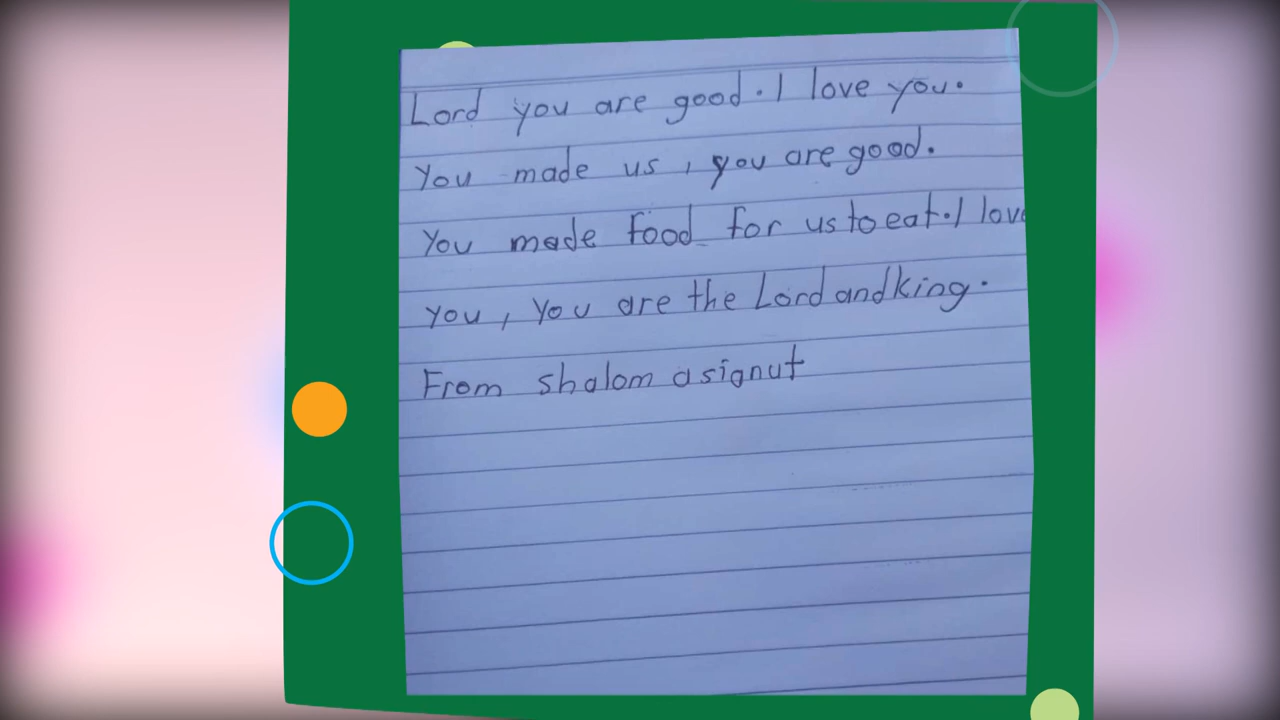 Lord you are good. I love you.
You made us, you are good.
You made food for us to eat. I love
you, You are the Lord and king.
From shalom asignut